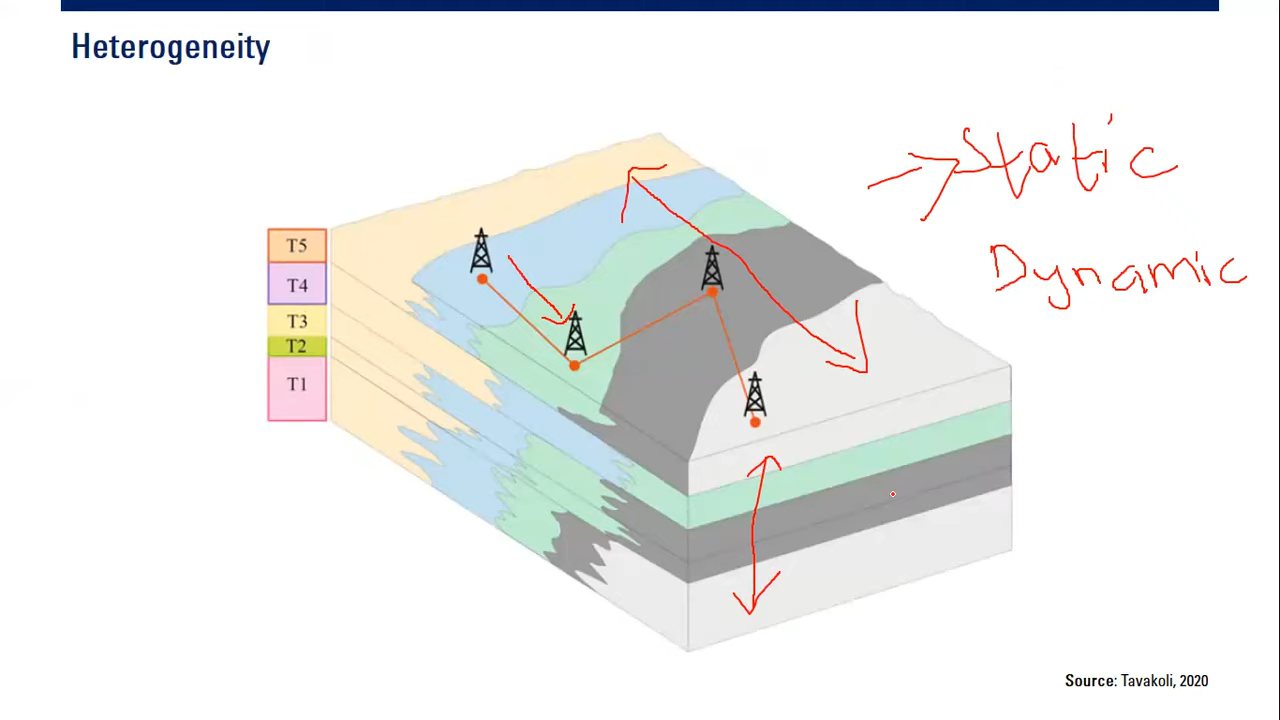 Heterogeneity
Static
Dynamic
T5
T4
T3
T2
T1
Source: Tavakoli, 2020